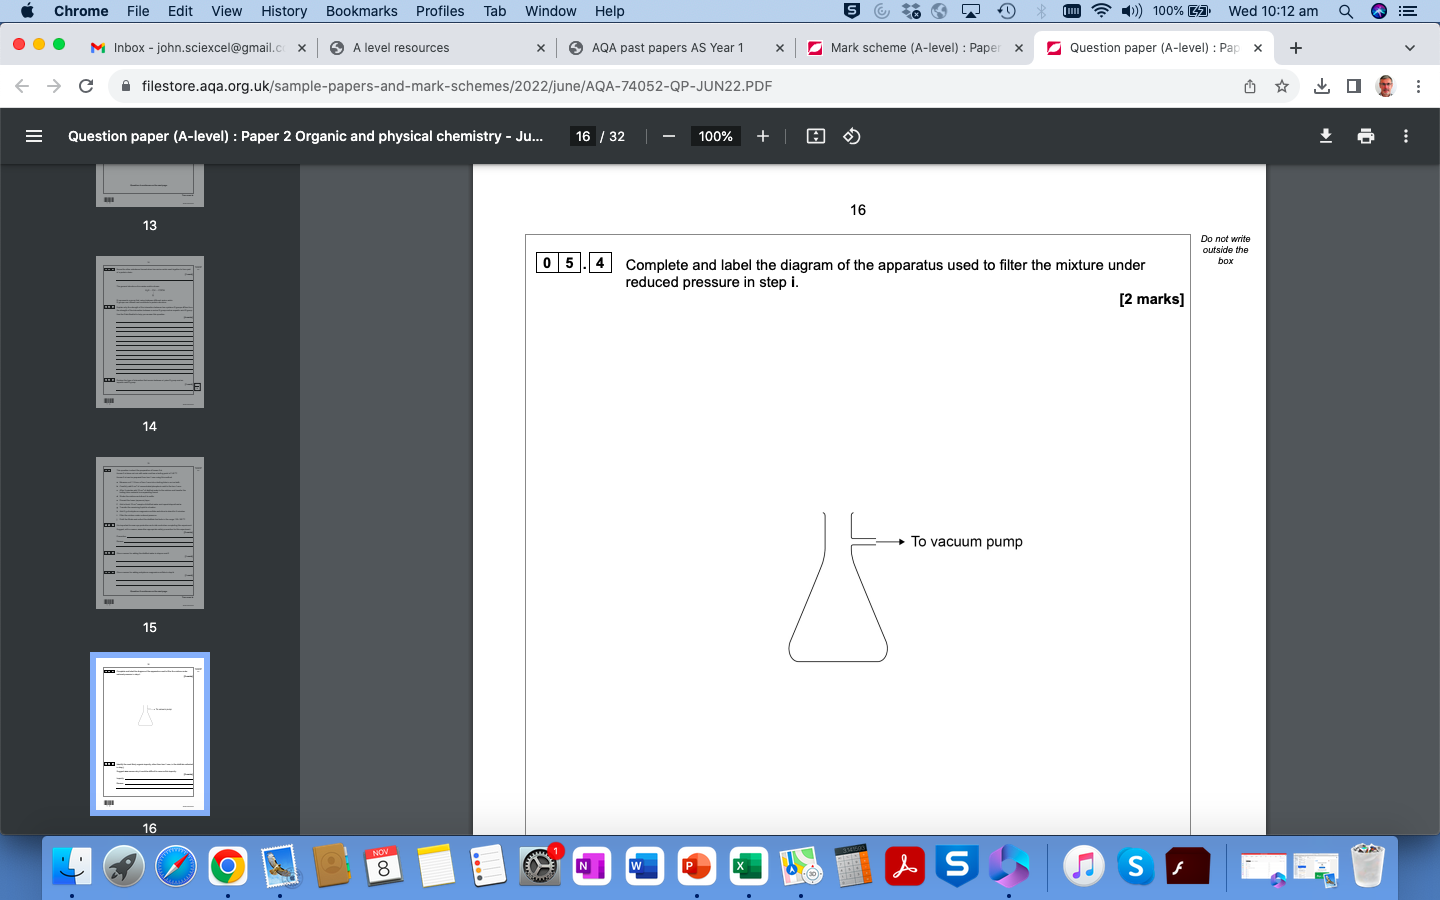 Chrome File Edit View History Bookmarks Profiles Tab Window Help 100% Wed 10:12 am
Inbox - john.sciexcel@gmail.c
A level resources
AQA past papers AS Year 1
Mark scheme (A-level) : Paper
Question paper (A-level) : Pap
filestore.aqa.org.uk/sample-papers-and-mark-schemes/2022/june/AQA-74052-QP-JUN22.PDF
Question paper (A-level) : Paper 2 Organic and physical chemistry - Ju... 16 / 32 100%
13
14
15
16
16
Do not write
outside the
box
0 5 . 4 Complete and label the diagram of the apparatus used to filter the mixture under
reduced pressure in step i.
[2 marks]
To vacuum pump
NOV
8
1
N
W
P
X
3D
S
S